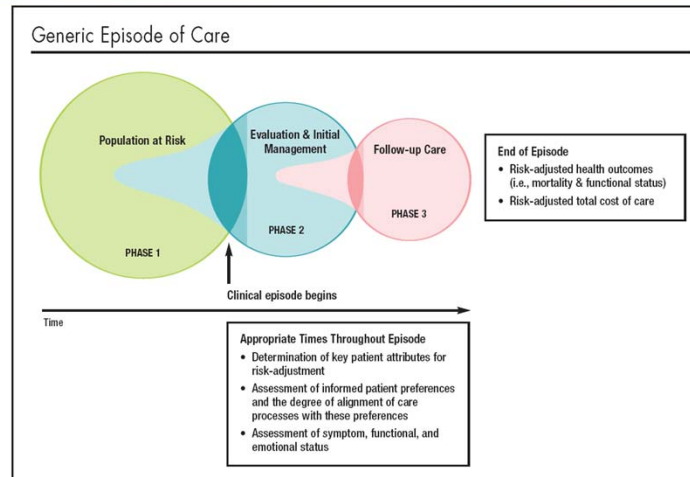 Generic Episode of Care
Population at Risk
PHASE 1
Evaluation & Initial
Management
PHASE 2
Follow-up Care
PHASE 3
End of Episode
• Risk-adjusted health outcomes
(i.e., mortality & functional status)
• Risk-adjusted total cost of care
Clinical episode begins
Time
Appropriate Times Throughout Episode
• Determination of key patient attributes for
risk-adjustment
• Assessment of informed patient preferences
and the degree of alignment of care
processes with these preferences
• Assessment of symptom, functional, and
emotional status